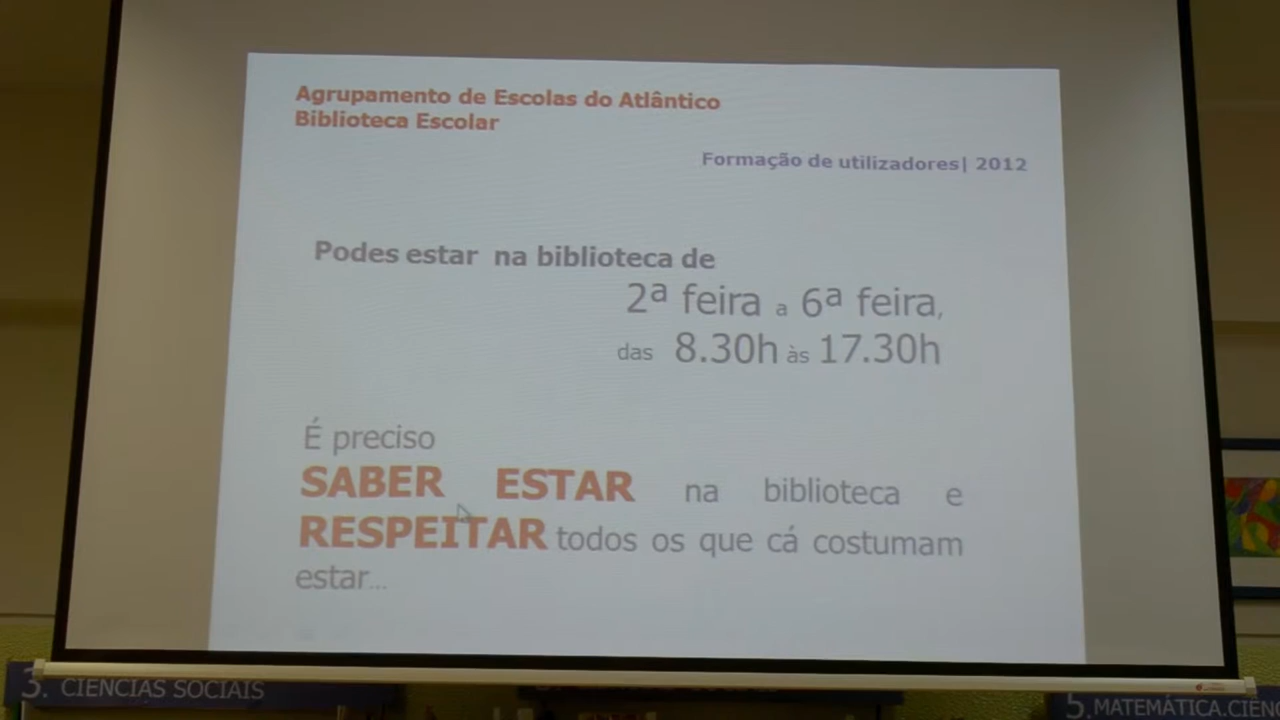 Agrupamento de Escolas do Atlântico
Biblioteca Escolar
Formação de utilizadores| 2012
Podes estar na biblioteca de
2ª feira a 6ª feira,
das 8.30h às 17.30h
É preciso
SABER ESTAR na biblioteca e
RESPEITAR todos os que cá costumam
estar...
3. CIENCIAS SOCIAIS
5.MATEMÁTICA.CIÊN